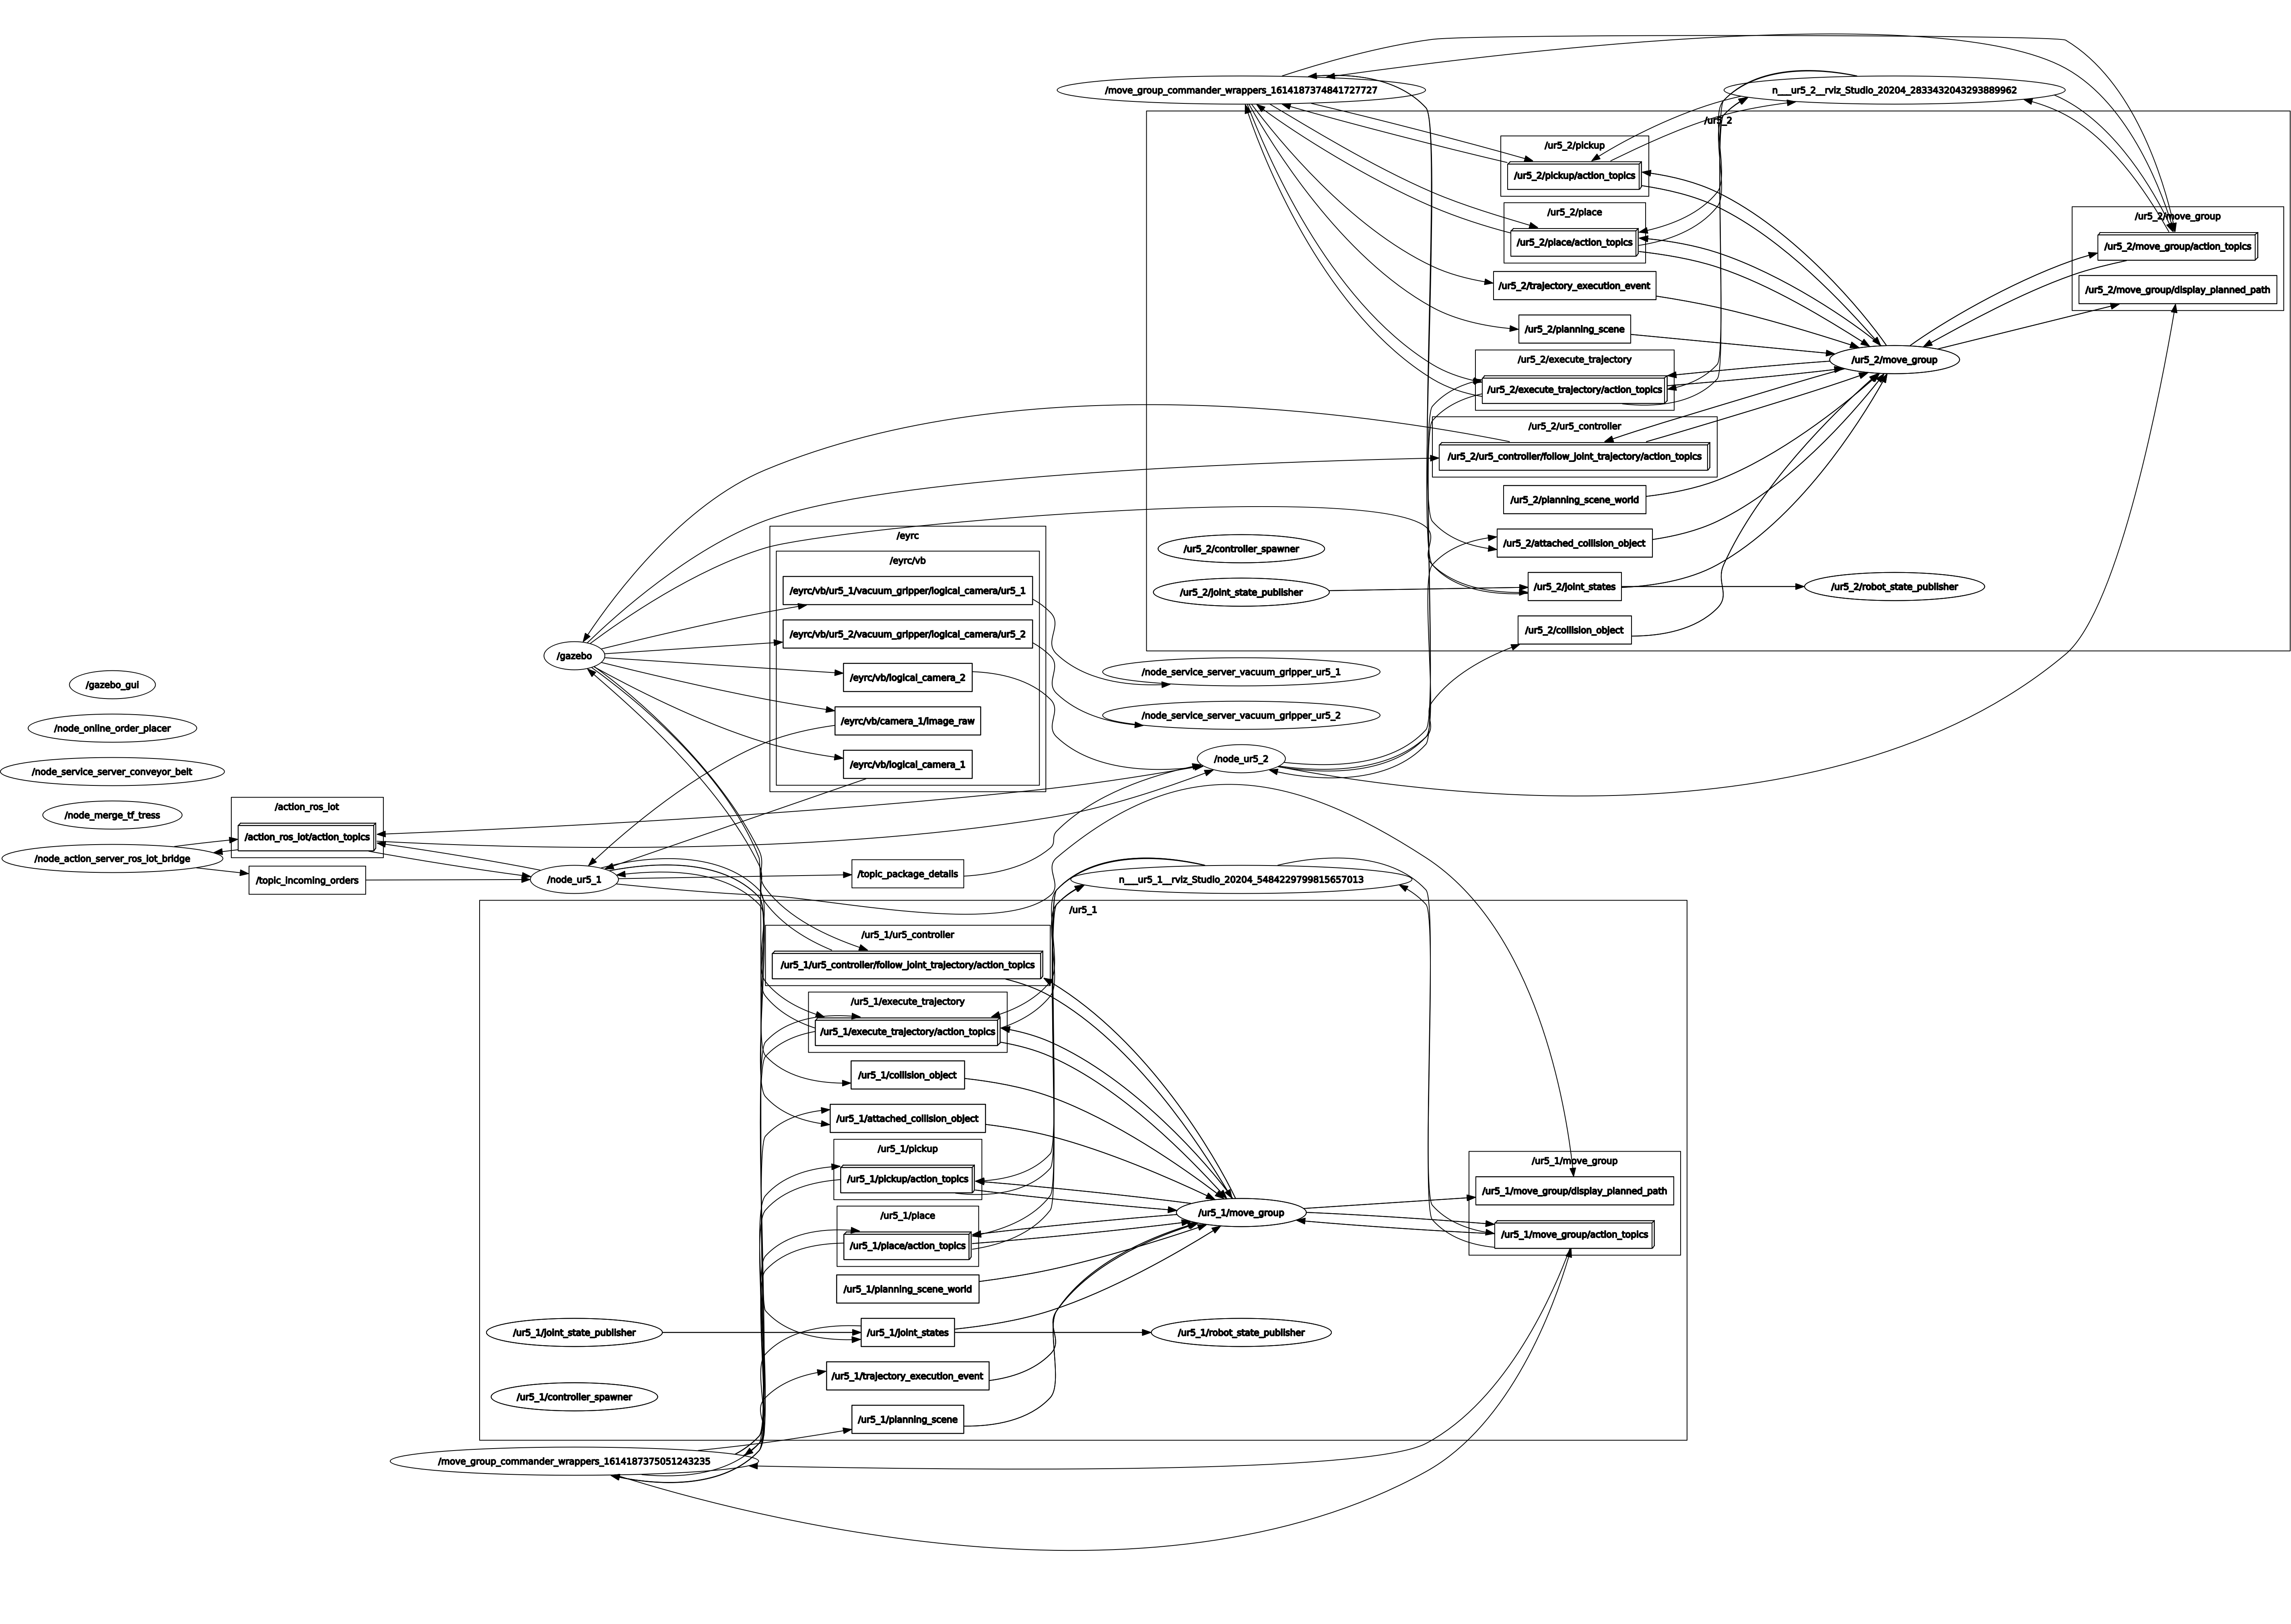 /move_group_commander_wrappers_1614187374841727727
n___ur5_2__rviz_Studio_20204_2833432043293889962
/ur5_2
/ur5_2/pickup
/ur5_2/pickup/action_topics
/ur5_2/place
/ur5_2/place/action_topics
/ur5_2/move_group
/ur5_2/move_group/action_topics
/ur5_2/move_group/display_planned_path
/ur5_2/trajectory_execution_event
/ur5_2/planning_scene
/ur5_2/execute_trajectory
/ur5_2/execute_trajectory/action_topics
/ur5_2/move_group
/ur5_2/ur5_controller
/ur5_2/ur5_controller/follow_joint_trajectory/action_topics
/ur5_2/planning_scene_world
/ur5_2/controller_spawner
/ur5_2/attached_collision_object
/ur5_2/joint_state_publisher
/ur5_2/joint_states
/ur5_2/robot_state_publisher
/ur5_2/collision_object
/eyrc
/eyrc/vb
/eyrc/vb/ur5_1/vacuum_gripper/logical_camera/ur5_1
/eyrc/vb/ur5_2/vacuum_gripper/logical_camera/ur5_2
/eyrc/vb/logical_camera_2
/eyrc/vb/camera_1/image_raw
/eyrc/vb/logical_camera_1
/gazebo
/node_service_server_vacuum_gripper_ur5_1
/node_service_server_vacuum_gripper_ur5_2
/node_ur5_2
/gazebo_gui
/node_online_order_placer
/node_service_server_conveyor_belt
/node_merge_tf_tress
/node_action_server_ros_iot_bridge
/action_ros_iot
/action_ros_iot/action_topics
/topic_incoming_orders
/node_ur5_1
/topic_package_details
n___ur5_1__rviz_Studio_20204_5484229799815657013
/ur5_1
/ur5_1/ur5_controller
/ur5_1/ur5_controller/follow_joint_trajectory/action_topics
/ur5_1/execute_trajectory
/ur5_1/execute_trajectory/action_topics
/ur5_1/collision_object
/ur5_1/attached_collision_object
/ur5_1/pickup
/ur5_1/pickup/action_topics
/ur5_1/place
/ur5_1/place/action_topics
/ur5_1/move_group
/ur5_1/move_group
/ur5_1/move_group/display_planned_path
/ur5_1/move_group/action_topics
/ur5_1/planning_scene_world
/ur5_1/joint_state_publisher
/ur5_1/joint_states
/ur5_1/robot_state_publisher
/ur5_1/trajectory_execution_event
/ur5_1/controller_spawner
/ur5_1/planning_scene
/move_group_commander_wrappers_1614187375051243235